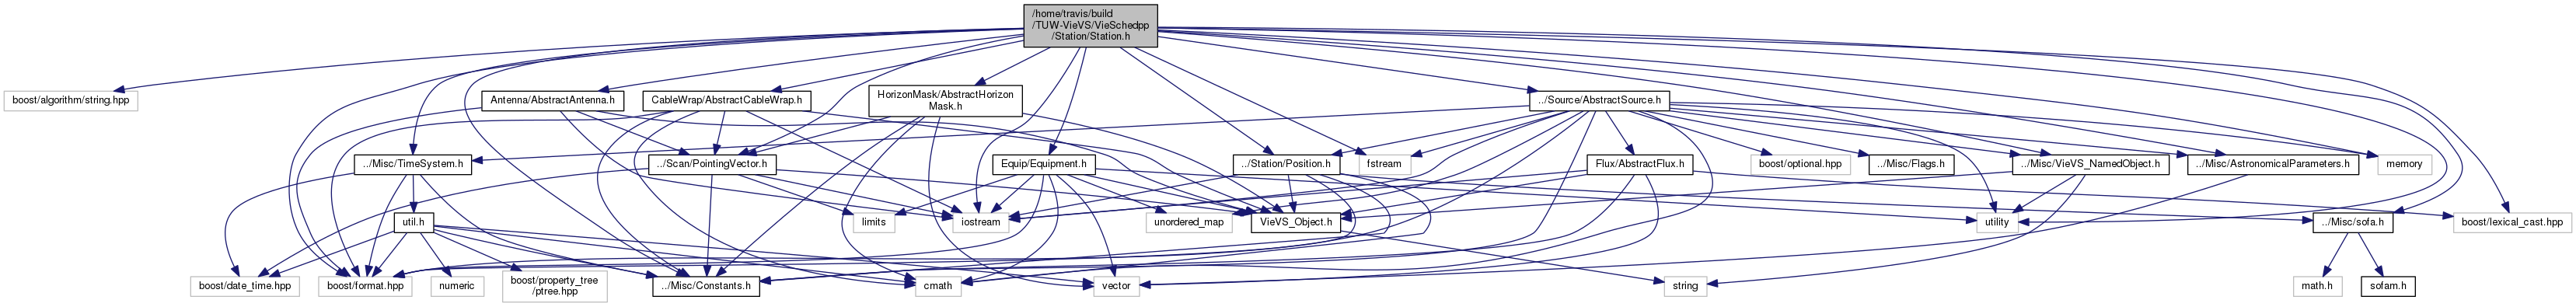 /home/travis/build
/TUW-VieVS/VieSchedpp
/Station/Station.h
boost/algorithm/string.hpp
Antenna/AbstractAntenna.h
CableWrap/AbstractCableWrap.h
HorizonMask/AbstractHorizon
Mask.h
../Source/AbstractSource.h
../Misc/TimeSystem.h
../Scan/PointingVector.h
Equip/Equipment.h
../Station/Position.h
fstream
Flux/AbstractFlux.h
boost/optional.hpp
../Misc/Flags.h
../Misc/VieVS_NamedObject.h
../Misc/AstronomicalParameters.h
memory
util.h
limits
iostream
unordered_map
VieVS_Object.h
utility
../Misc/sofa.h
boost/lexical_cast.hpp
boost/date_time.hpp
boost/format.hpp
numeric
boost/property_tree
/ptree.hpp
../Misc/Constants.h
cmath
vector
string
math.h
sofam.h